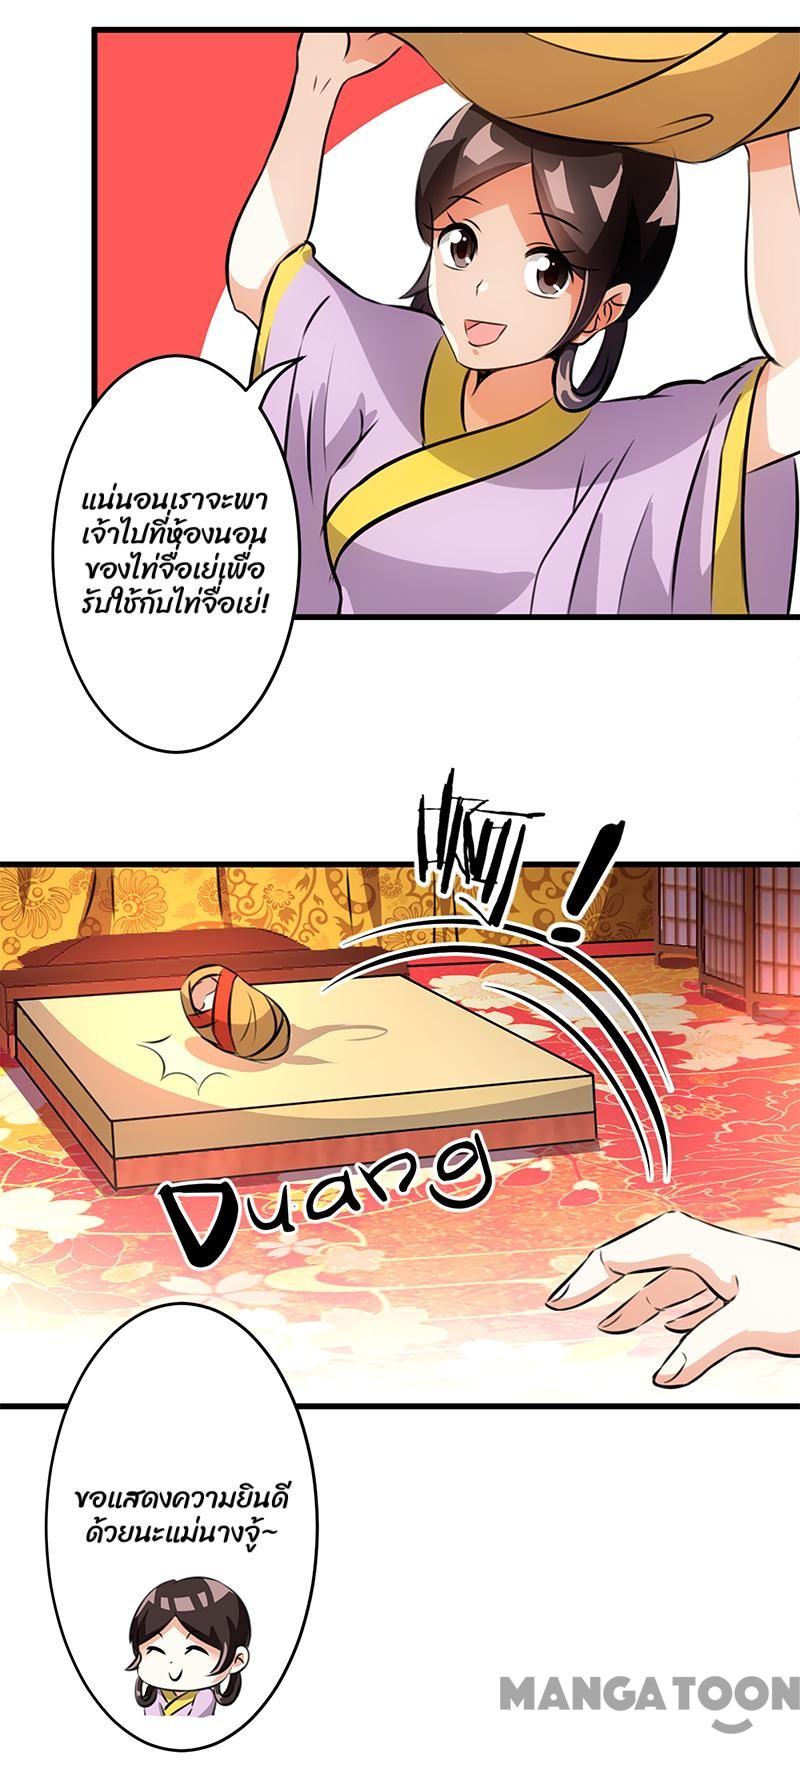 แน่นอนเราจะพา
เจ้าไปที่ห้องนอน
ของไท่จื่อเย่เพื่อ
รับใช้กับไท่จื่อเย่!
Duang
ขอแสดงความยินดี
ด้วยนะแม่นางจู้~
MANGATOON